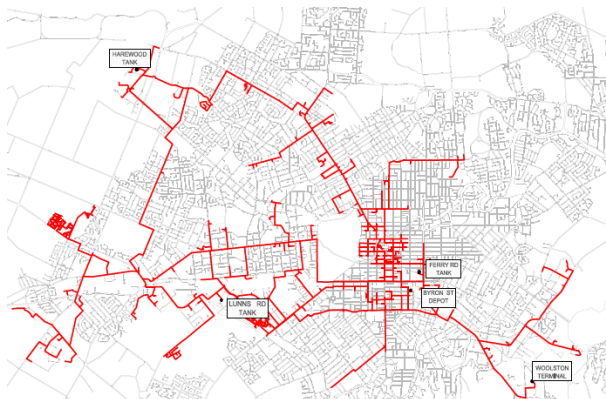 HAREWOOD
TANK
FERRY RD
TANK
BYRON ST
DEPOT
LUNNS RD
TANK
WOOLSTON
TERMINAL